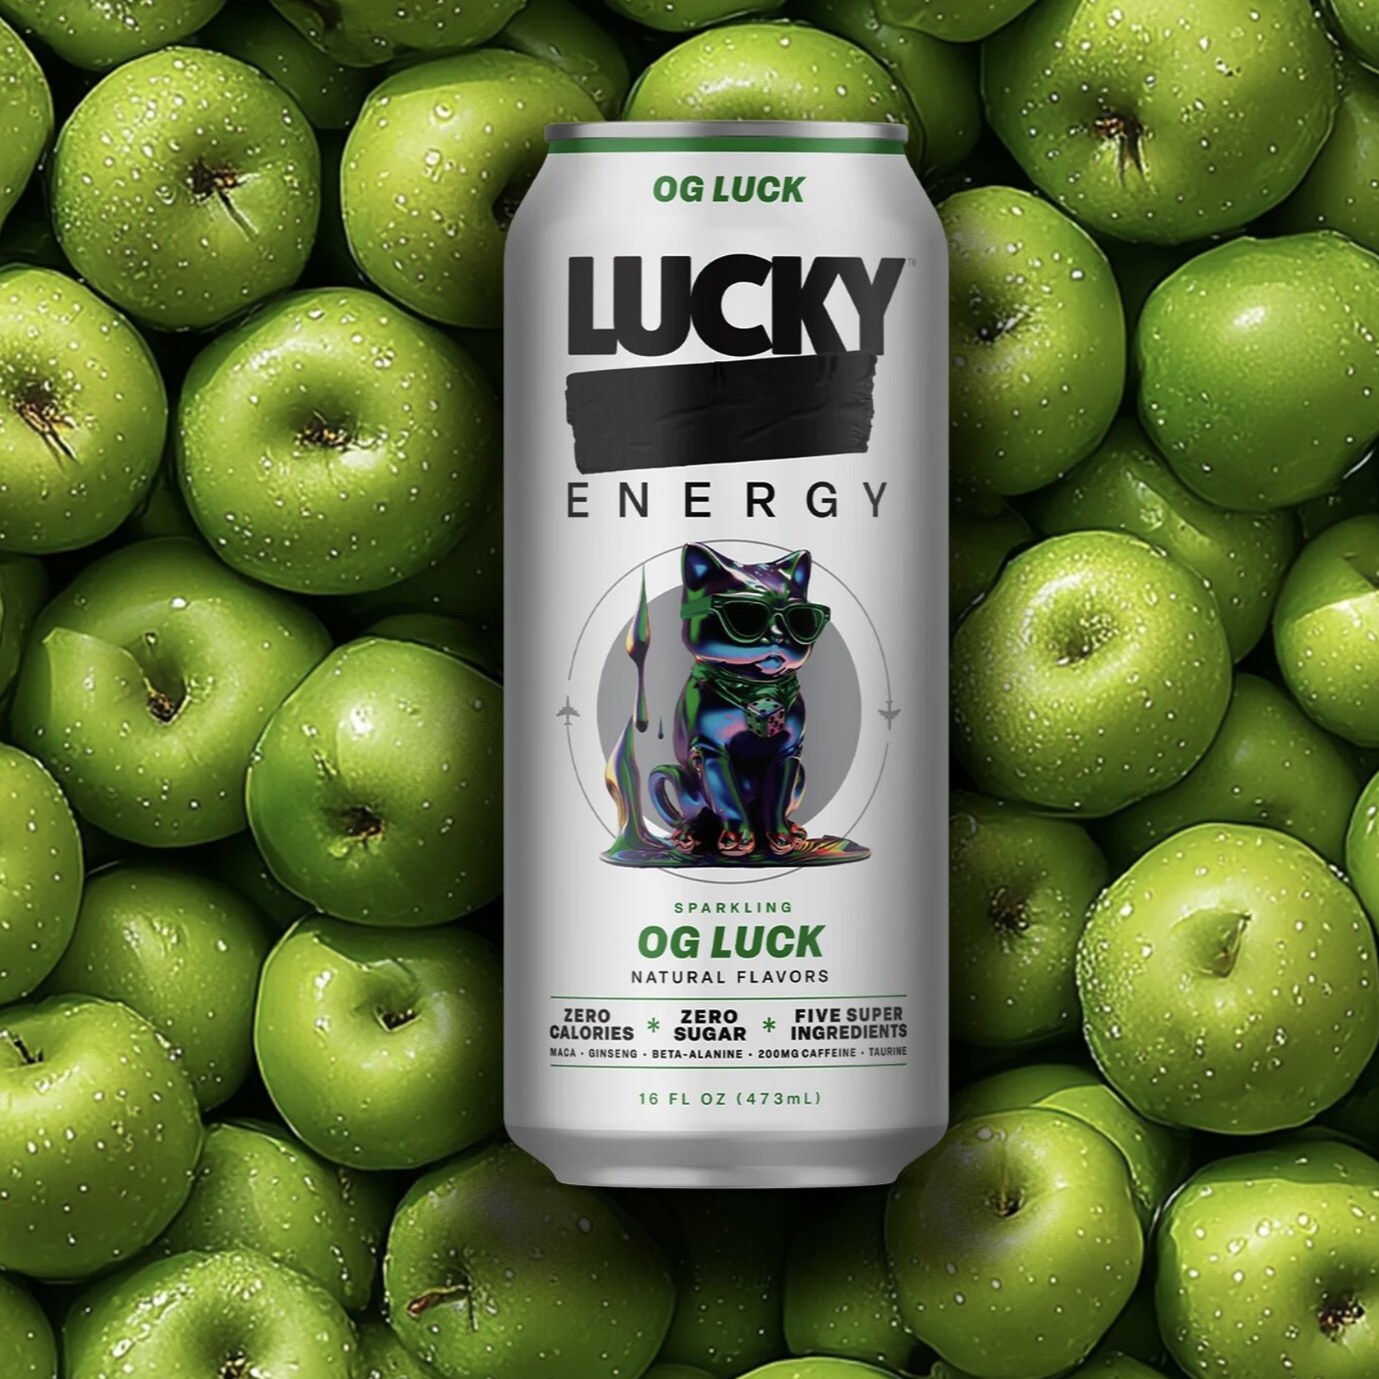 OG LUCK
LUCKY™
ENERGY
SPARKLING
OG LUCK
NATURAL FLAVORS
ZERO CALORIES * ZERO SUGAR * FIVE SUPER INGREDIENTS
MACA • GINSENG • BETA-ALANINE • 200MG CAFFEINE • TAURINE
16 FL OZ (473mL)